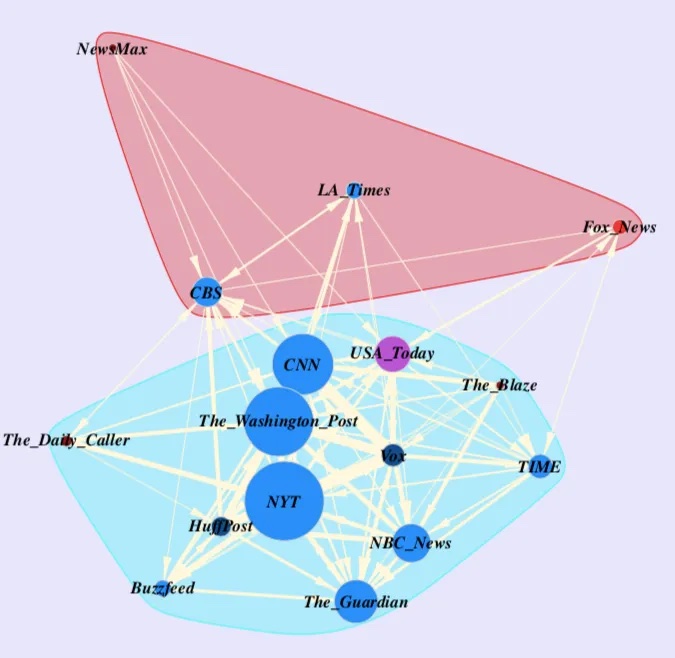 NewsMax
LA_Times
Fox_News
CBS
USA_Today
CNN
The_Blaze
The_Washington_Post
The_Daily_Caller
Vox
TIME
NYT
HuffPost
NBC_News
Buzzfeed
The_Guardian